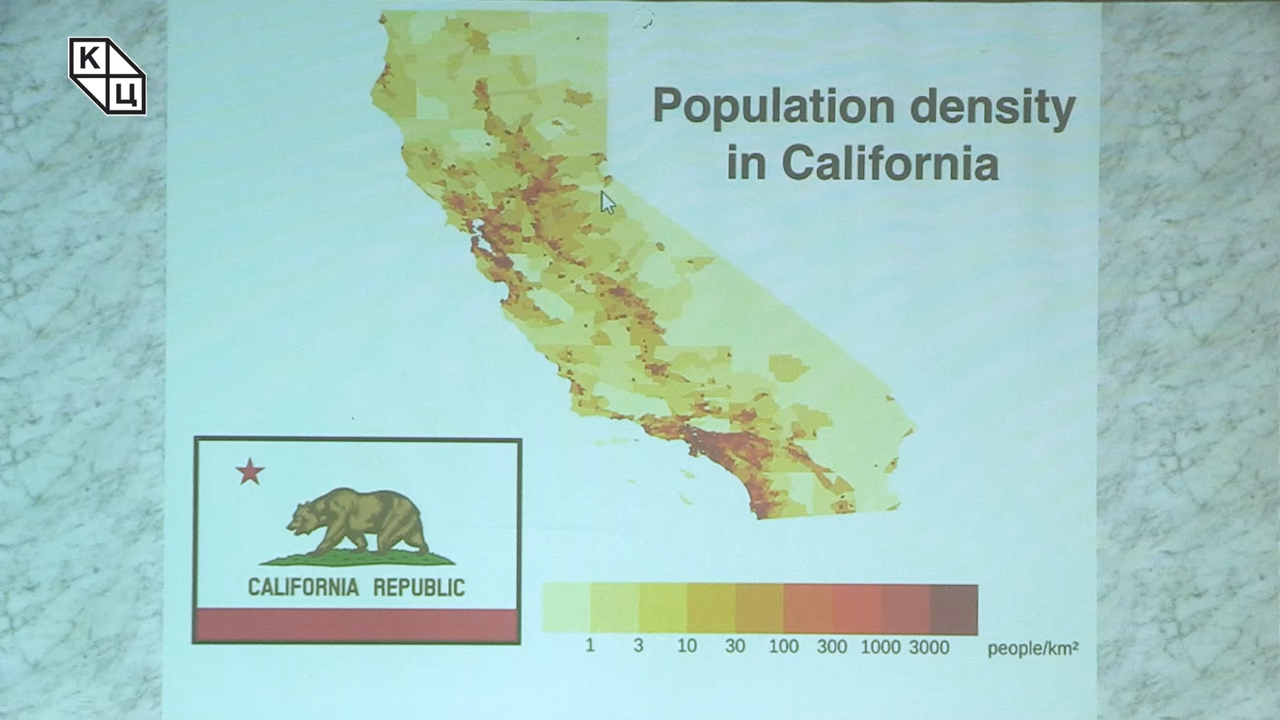 К
Ц
Population density
in California
CALIFORNIA REPUBLIC
1 3 10 30 100 300 1000 3000 people/km²